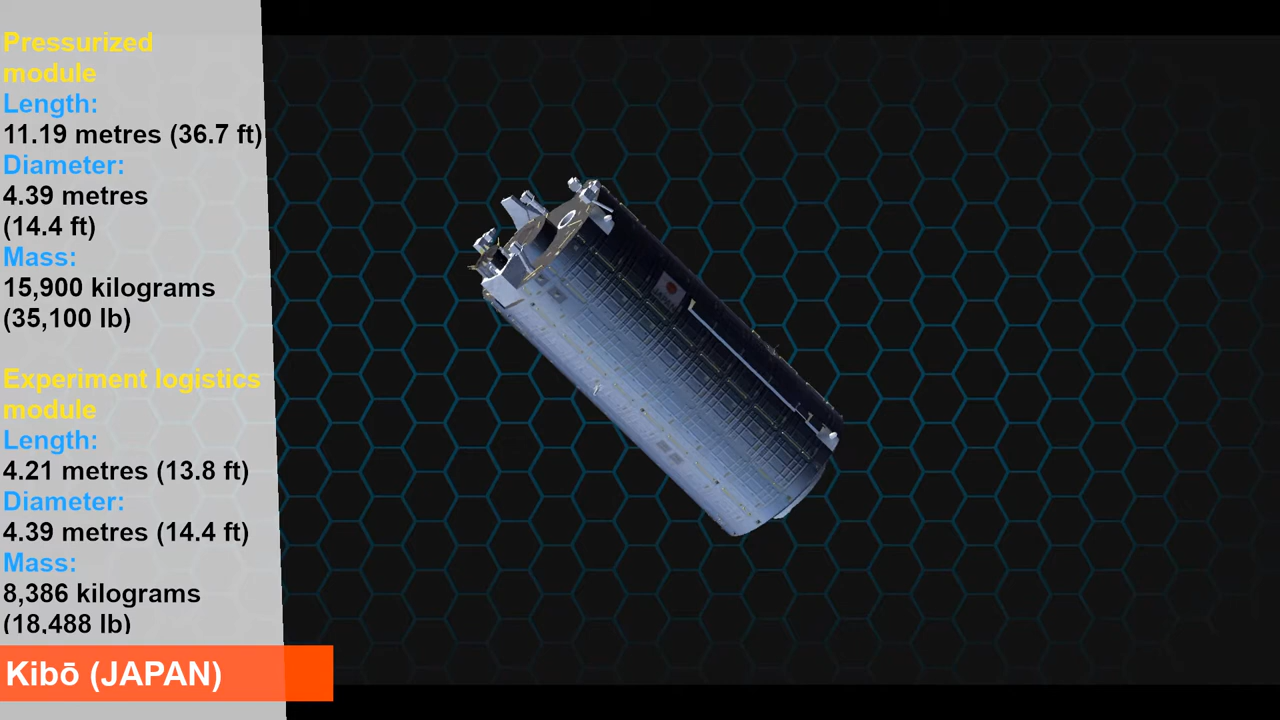 Pressurized
module
Length:
11.19 metres (36.7 ft)
Diameter:
4.39 metres
(14.4 ft)
Mass:
15,900 kilograms
(35,100 lb)
Experiment logistics
module
Length:
4.21 metres (13.8 ft)
Diameter:
4.39 metres (14.4 ft)
Mass:
8,386 kilograms
(18,488 lb)
Kibō (JAPAN)